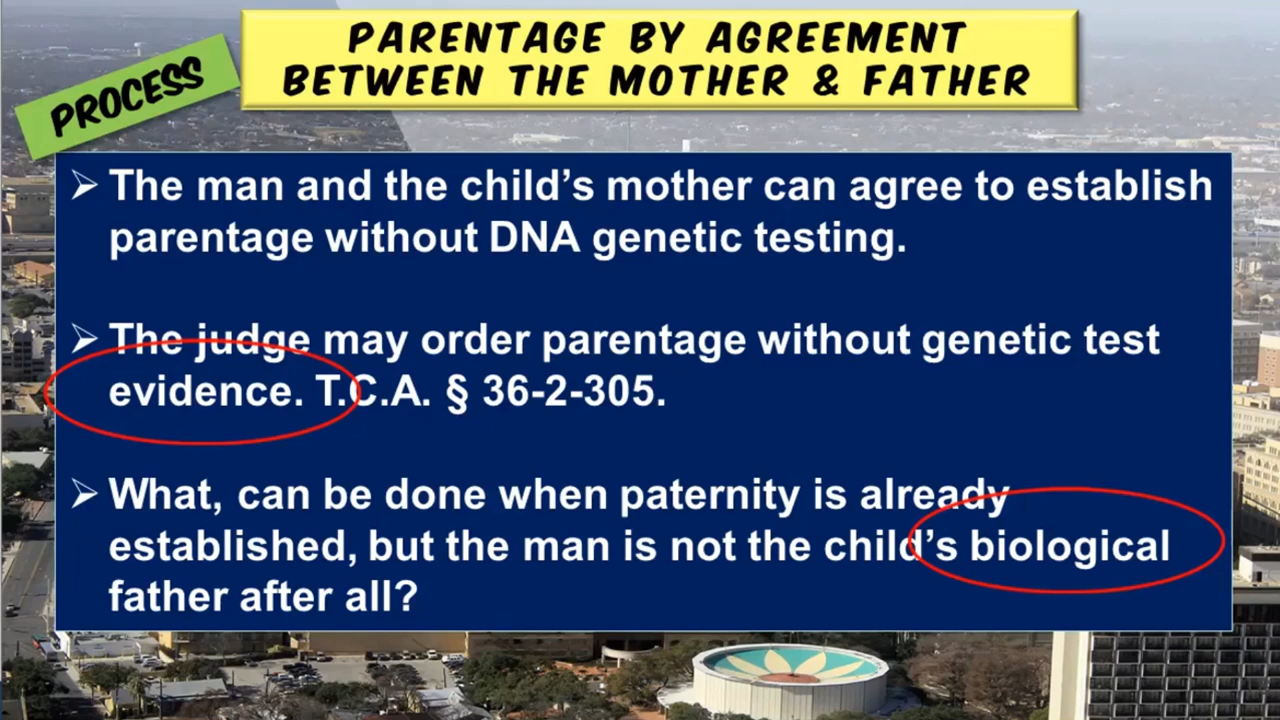 PROCESS
PARENTAGE BY AGREEMENT
BETWEEN THE MOTHER & FATHER
➢ The man and the child’s mother can agree to establish
parentage without DNA genetic testing.
➢ The judge may order parentage without genetic test
evidence. T.C.A. § 36-2-305.
➢ What, can be done when paternity is already
established, but the man is not the child’s biological
father after all?